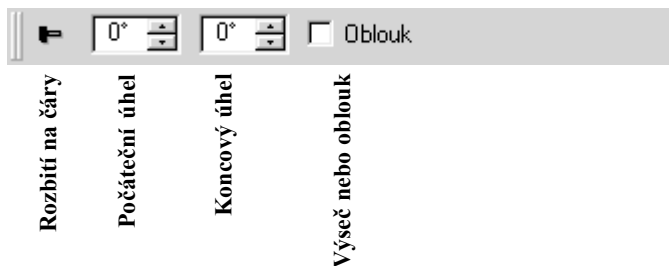 0° 0° Oblouk
Rozbití na čáry
Počáteční úhel
Koncový úhel
Výseč nebo oblouk